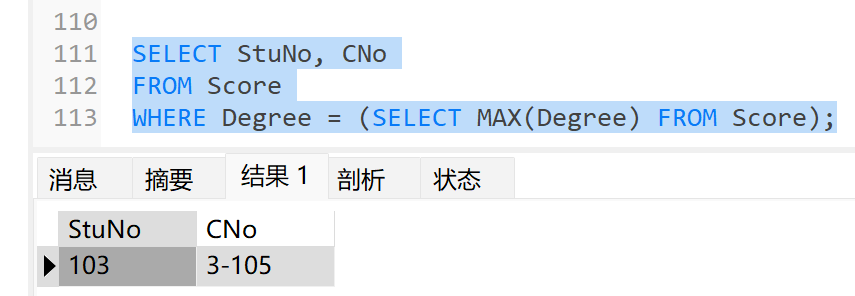 110
111 SELECT StuNo, CNo
112 FROM Score
113 WHERE Degree = (SELECT MAX(Degree) FROM Score);
消息 摘要 结果 1 剖析 状态
StuNo CNo
103 3-105